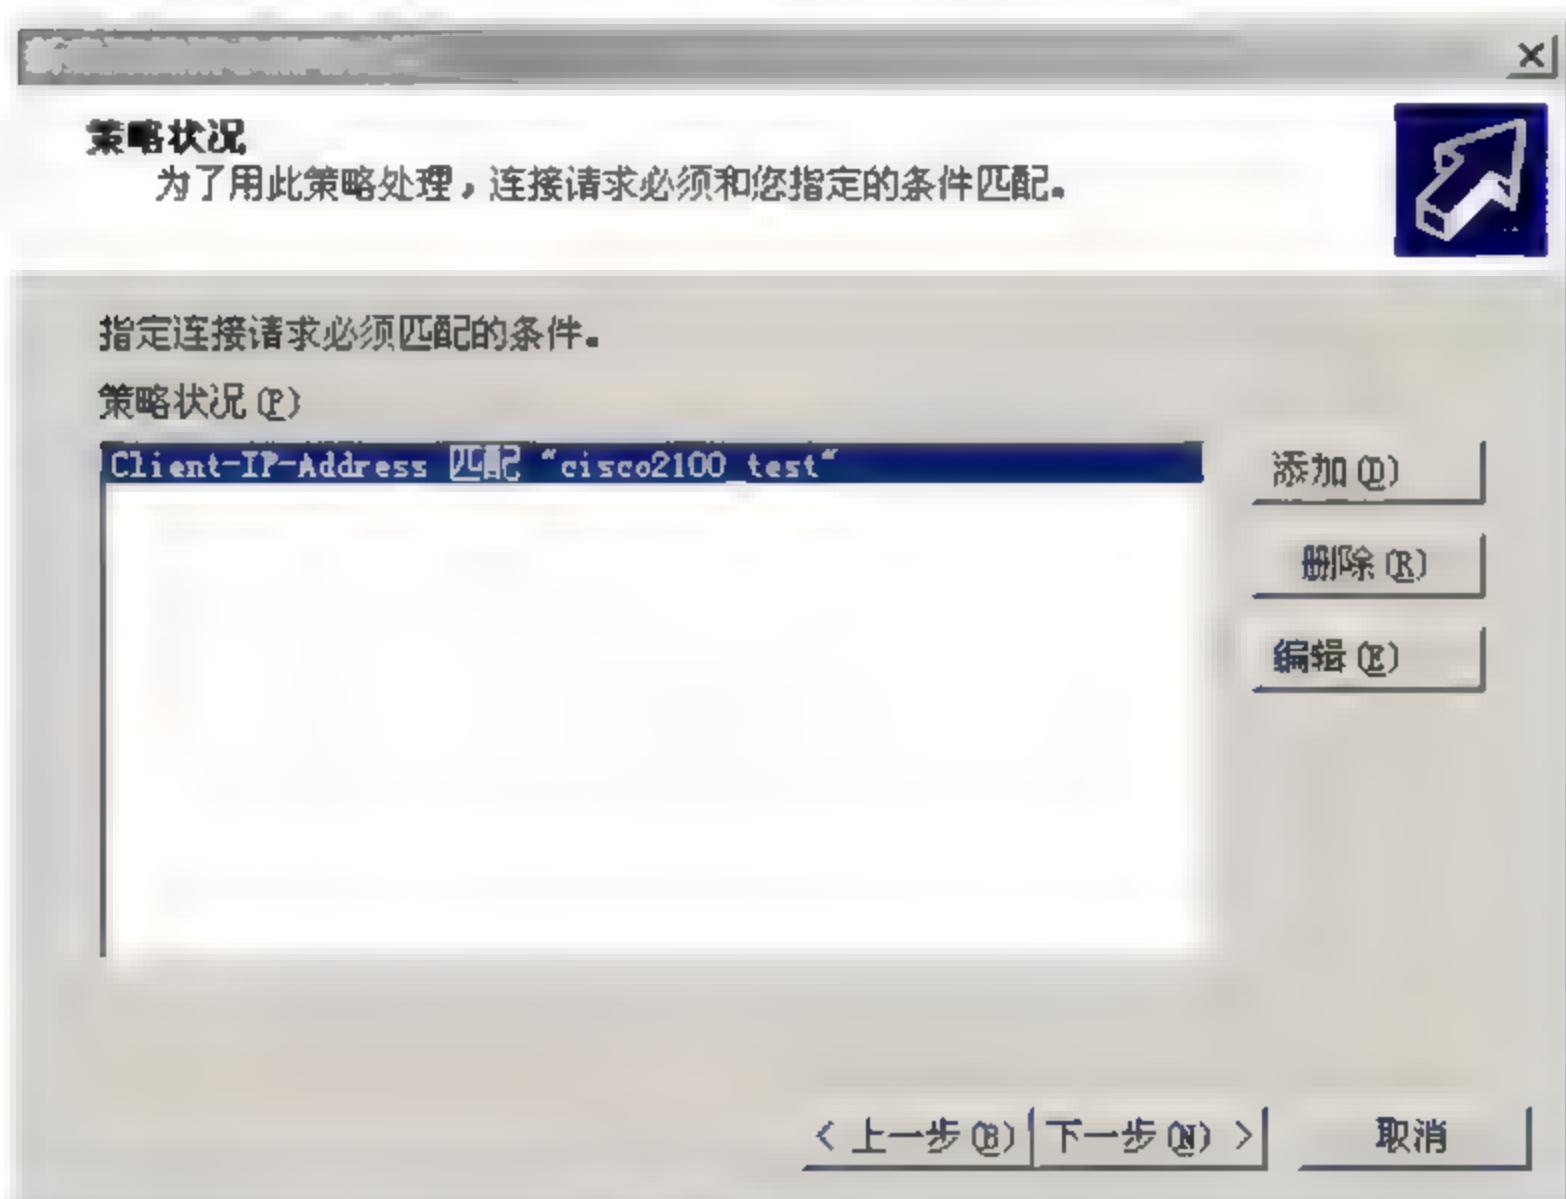 策略状况
为了用此策略处理，连接请求必须和您指定的条件匹配。
指定连接请求必须匹配的条件。
策略状况(P)
Client-IP-Address 匹配 "cisco2100_test"
添加(D)
删除(R)
编辑(E)
< 上一步(B)
下一步(N) >
取消